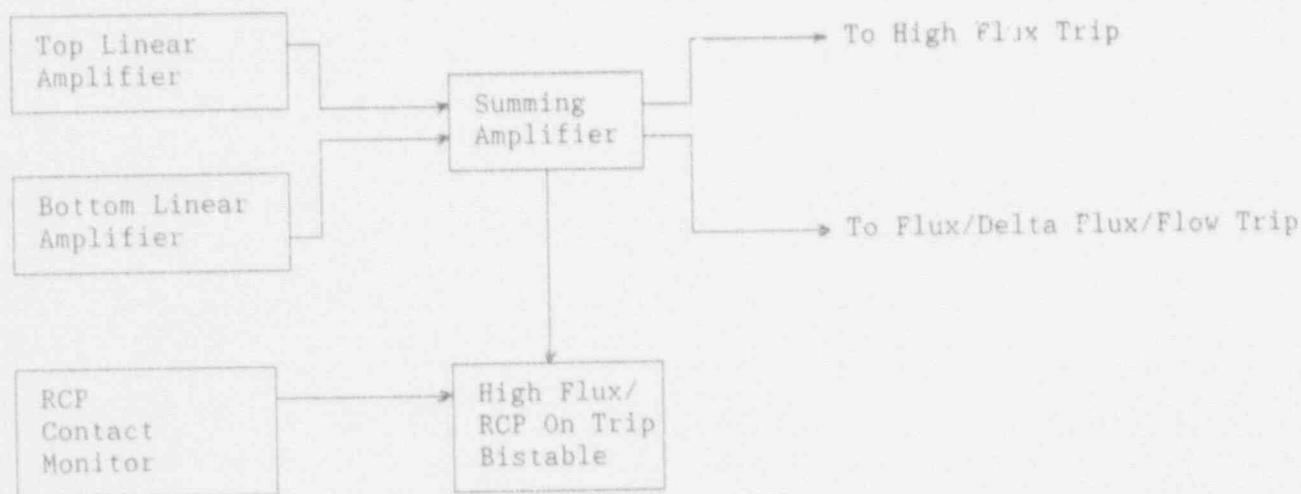 Top Linear
Amplifier
To High Flux Trip
Summing
Amplifier
Bottom Linear
Amplifier
To Flux/Delta Flux/Flow Trip
RCP
Contact
Monitor
High Flux/
RCP On Trip
Bistable